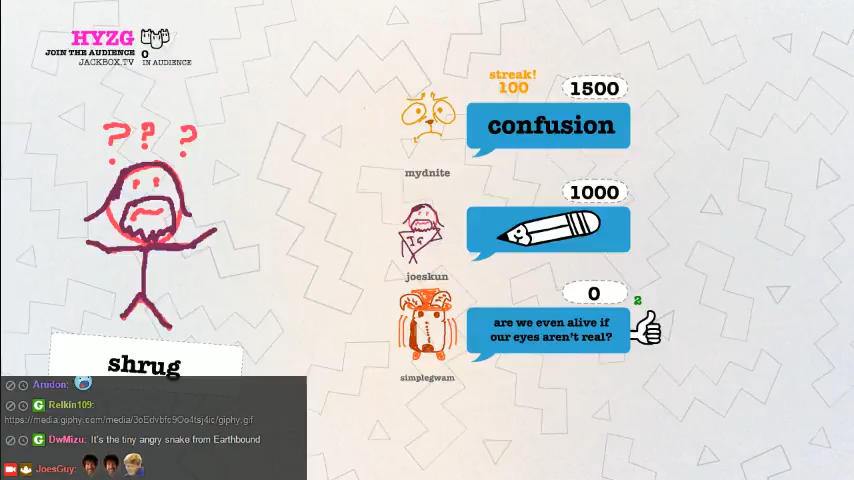 HYZG
JOIN THE AUDIENCE
JACKBOX.TV
0
IN AUDIENCE
? ? ?
shrug
streak!
100
1500
confusion
mydnite
1000
IG
joeskun
0
2
are we even alive if
our eyes aren't real?
simplegwam
Arudon:
G Relkin109:
https://media.giphy.com/media/3oEdvbfc9Oo4tsj4ic/giphy.gif
G DwMizu: It's the tiny angry snake from Earthbound
JoesGuy: